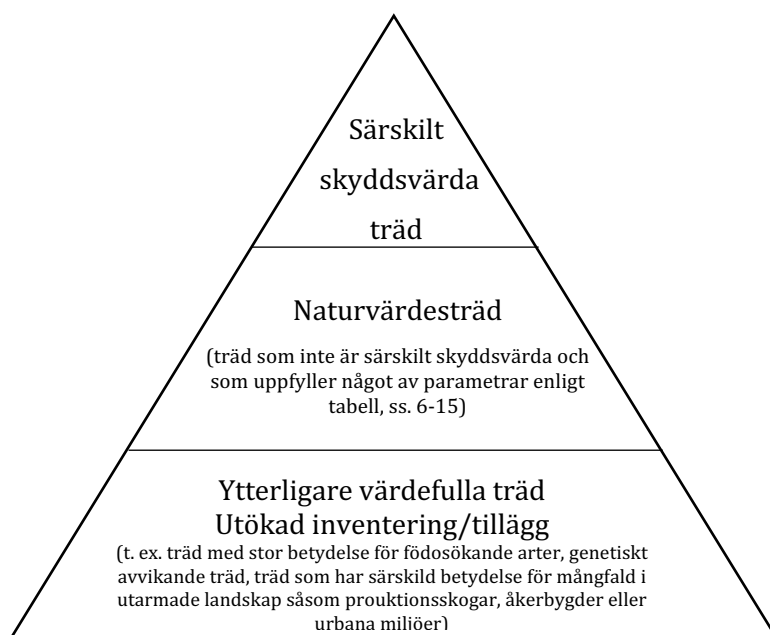 Särskilt
skyddsvärda
träd
Naturvärdesträd
(träd som inte är särskilt skyddsvärda och
som uppfyller något av parametrar enligt
tabell, ss. 6-15)
Ytterligare värdefulla träd
Utökad inventering/tillägg
(t. ex. träd med stor betydelse för födosökande arter, genetiskt
avvikande träd, träd som har särskild betydelse för mångfald i
utarmade landskap såsom prouktionsskogar, åkerbygder eller
urbana miljöer)